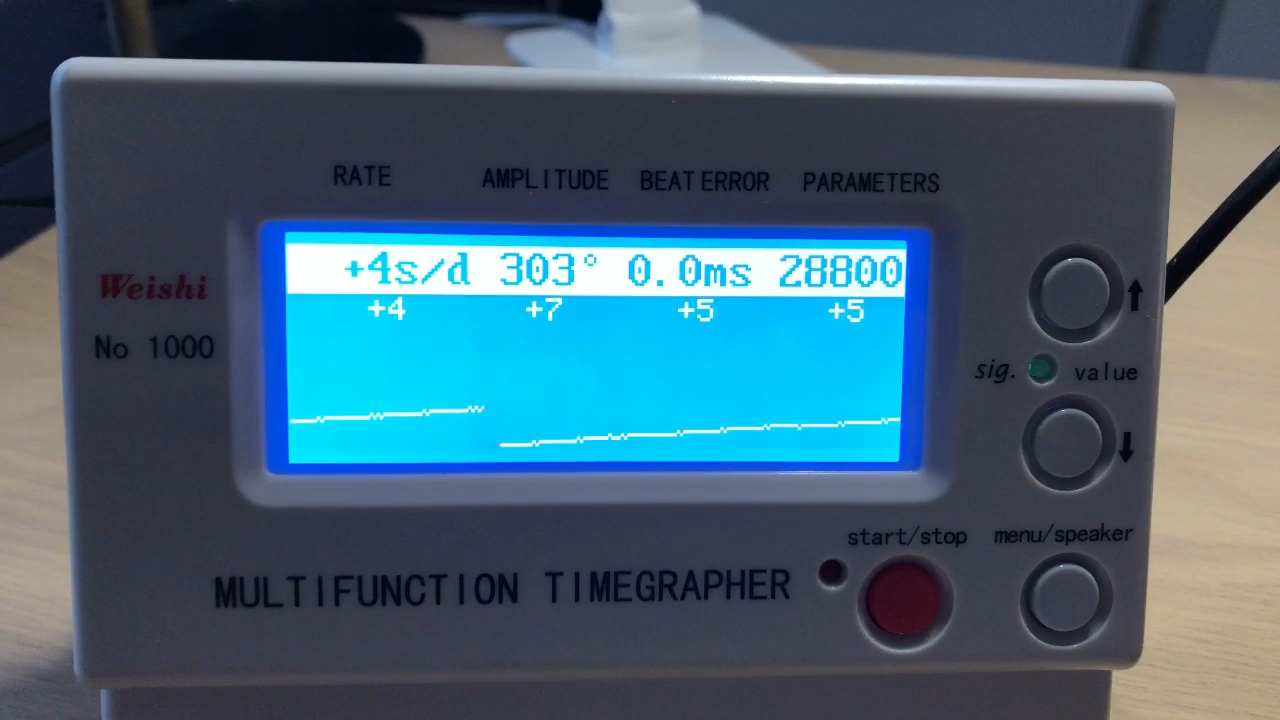 RATE AMPLITUDE BEAT ERROR PARAMETERS
+4s/d 303° 0.0ms 28800
+4 +7 +5 +5
Weishi
No 1000
sig. value
start/stop menu/speaker
MULTIFUNCTION TIMEGRAPHER